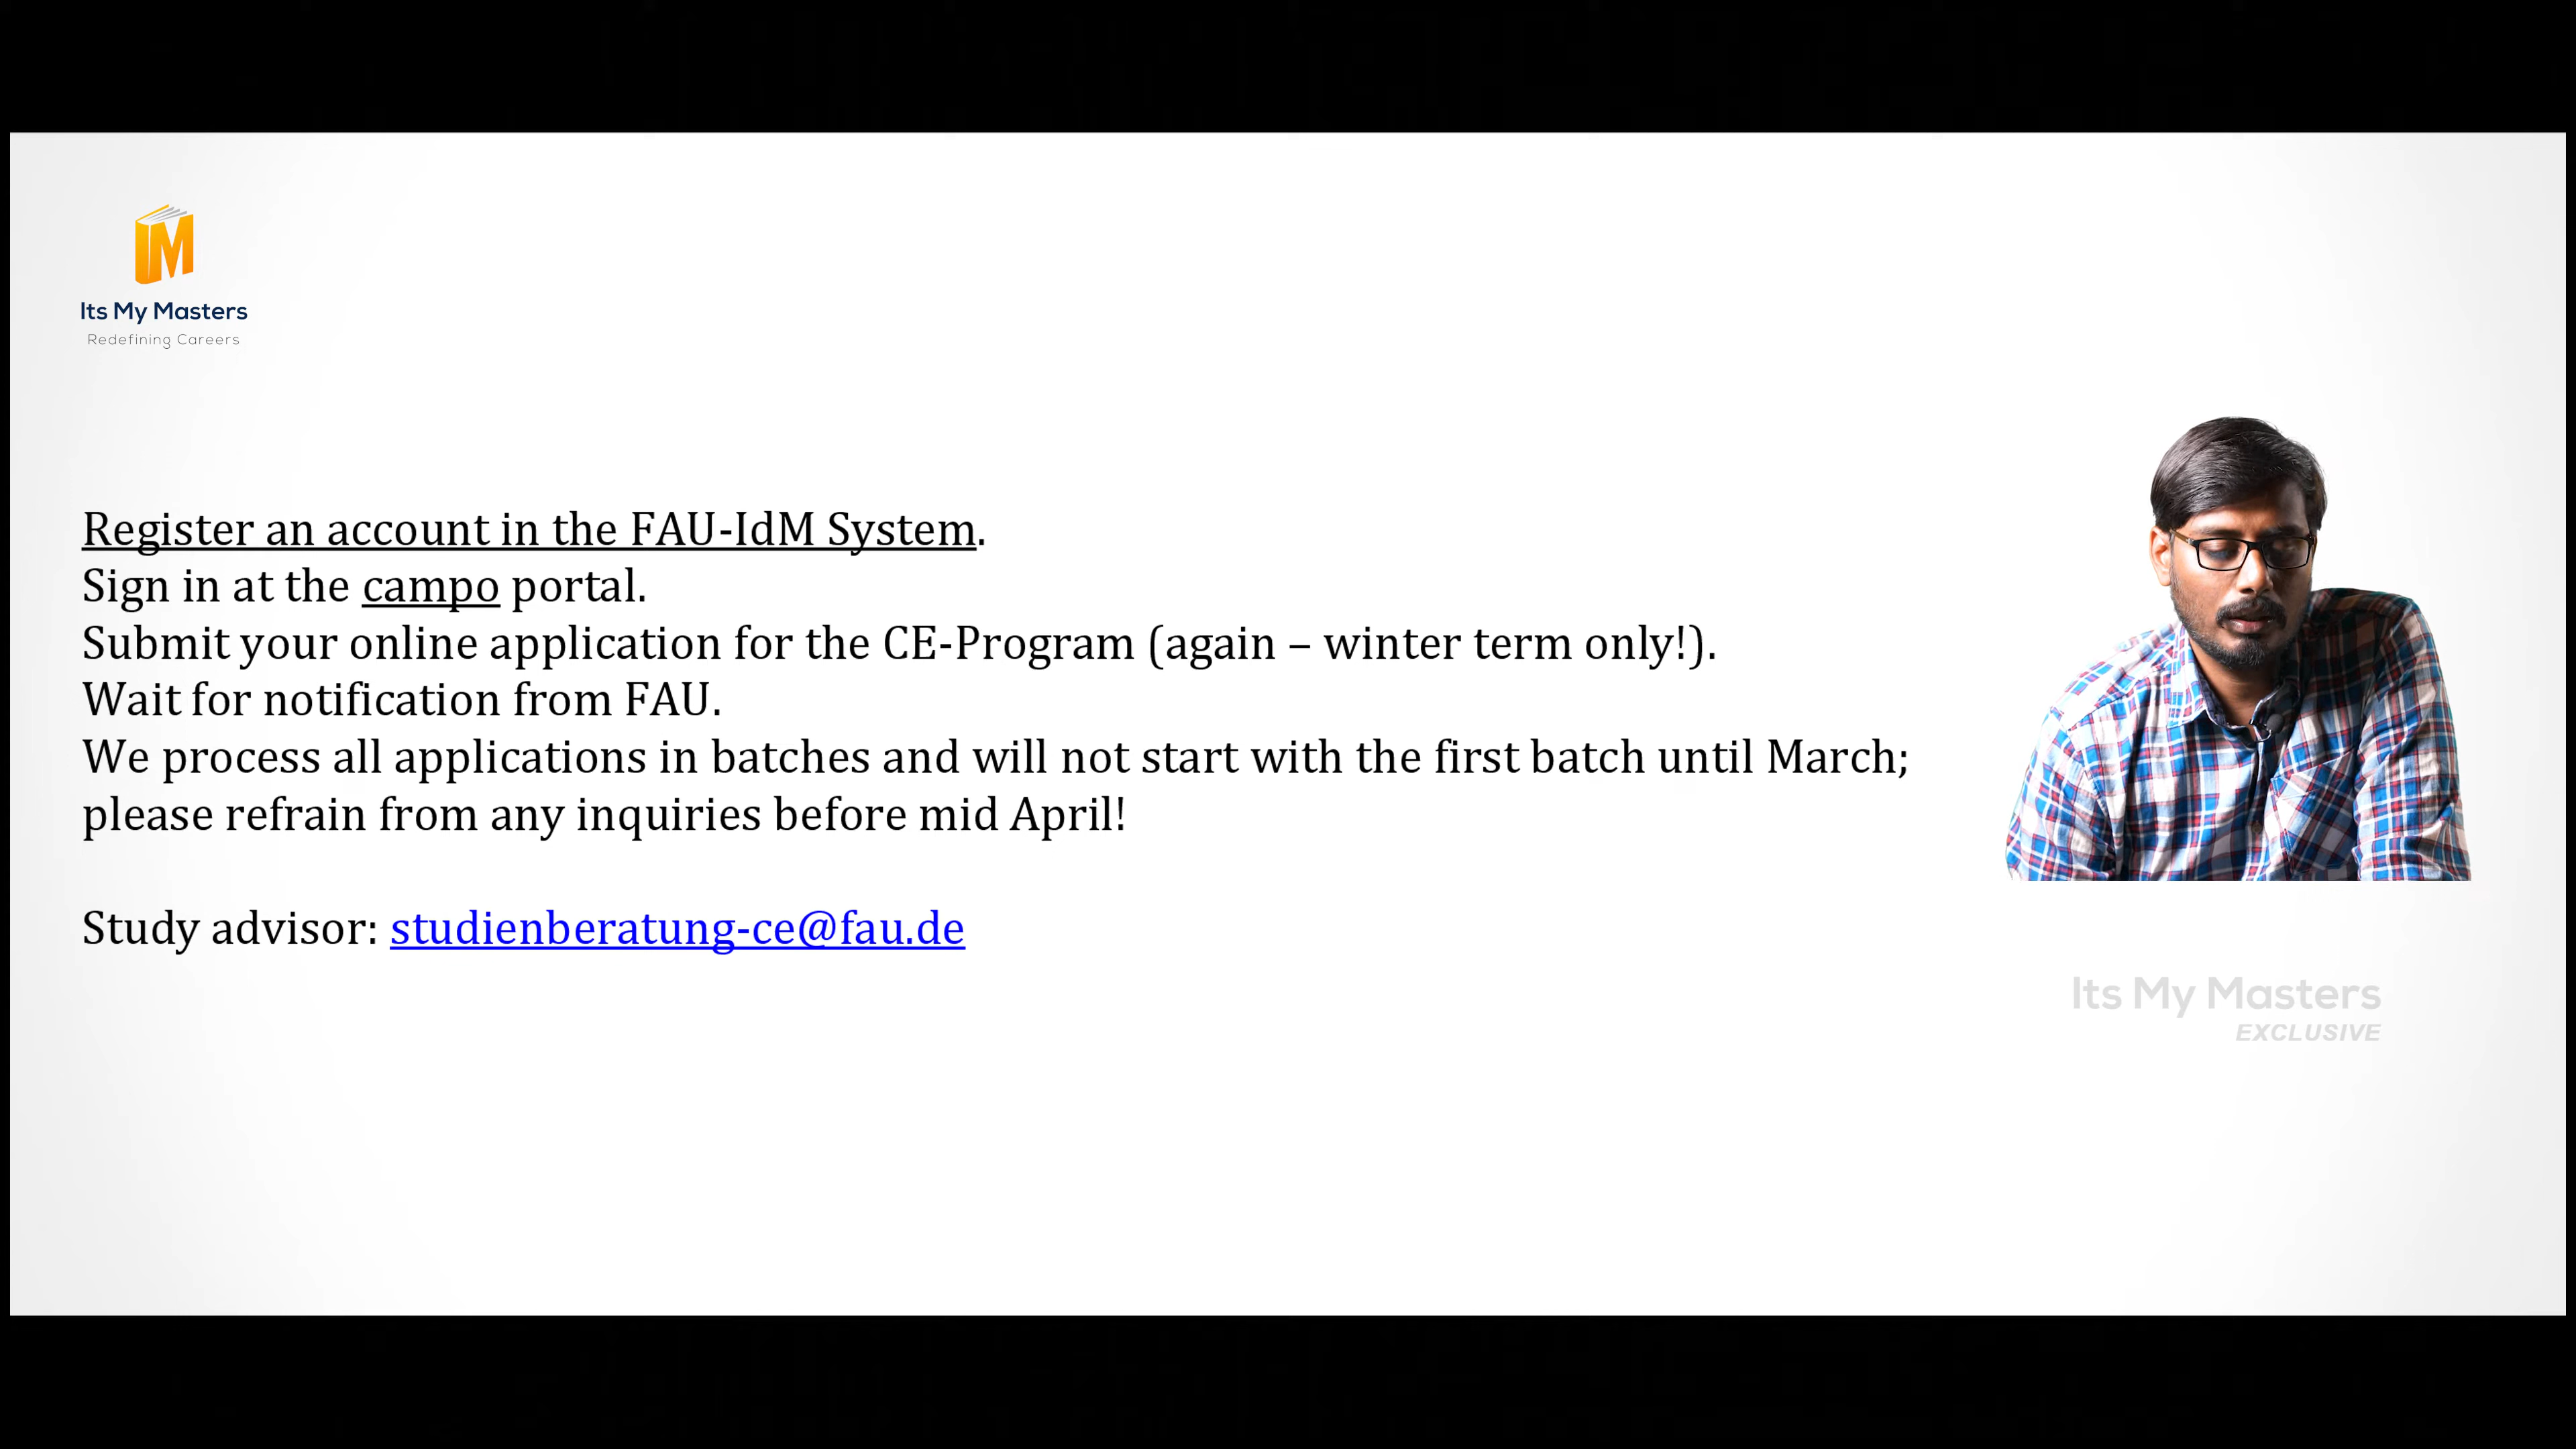 Its My Masters
Redefining Careers
Register an account in the FAU-IdM System.
Sign in at the campo portal.
Submit your online application for the CE-Program (again – winter term only!).
Wait for notification from FAU.
We process all applications in batches and will not start with the first batch until March;
please refrain from any inquiries before mid April!
Study advisor: studienberatung-ce@fau.de
Its My Masters
EXCLUSIVE